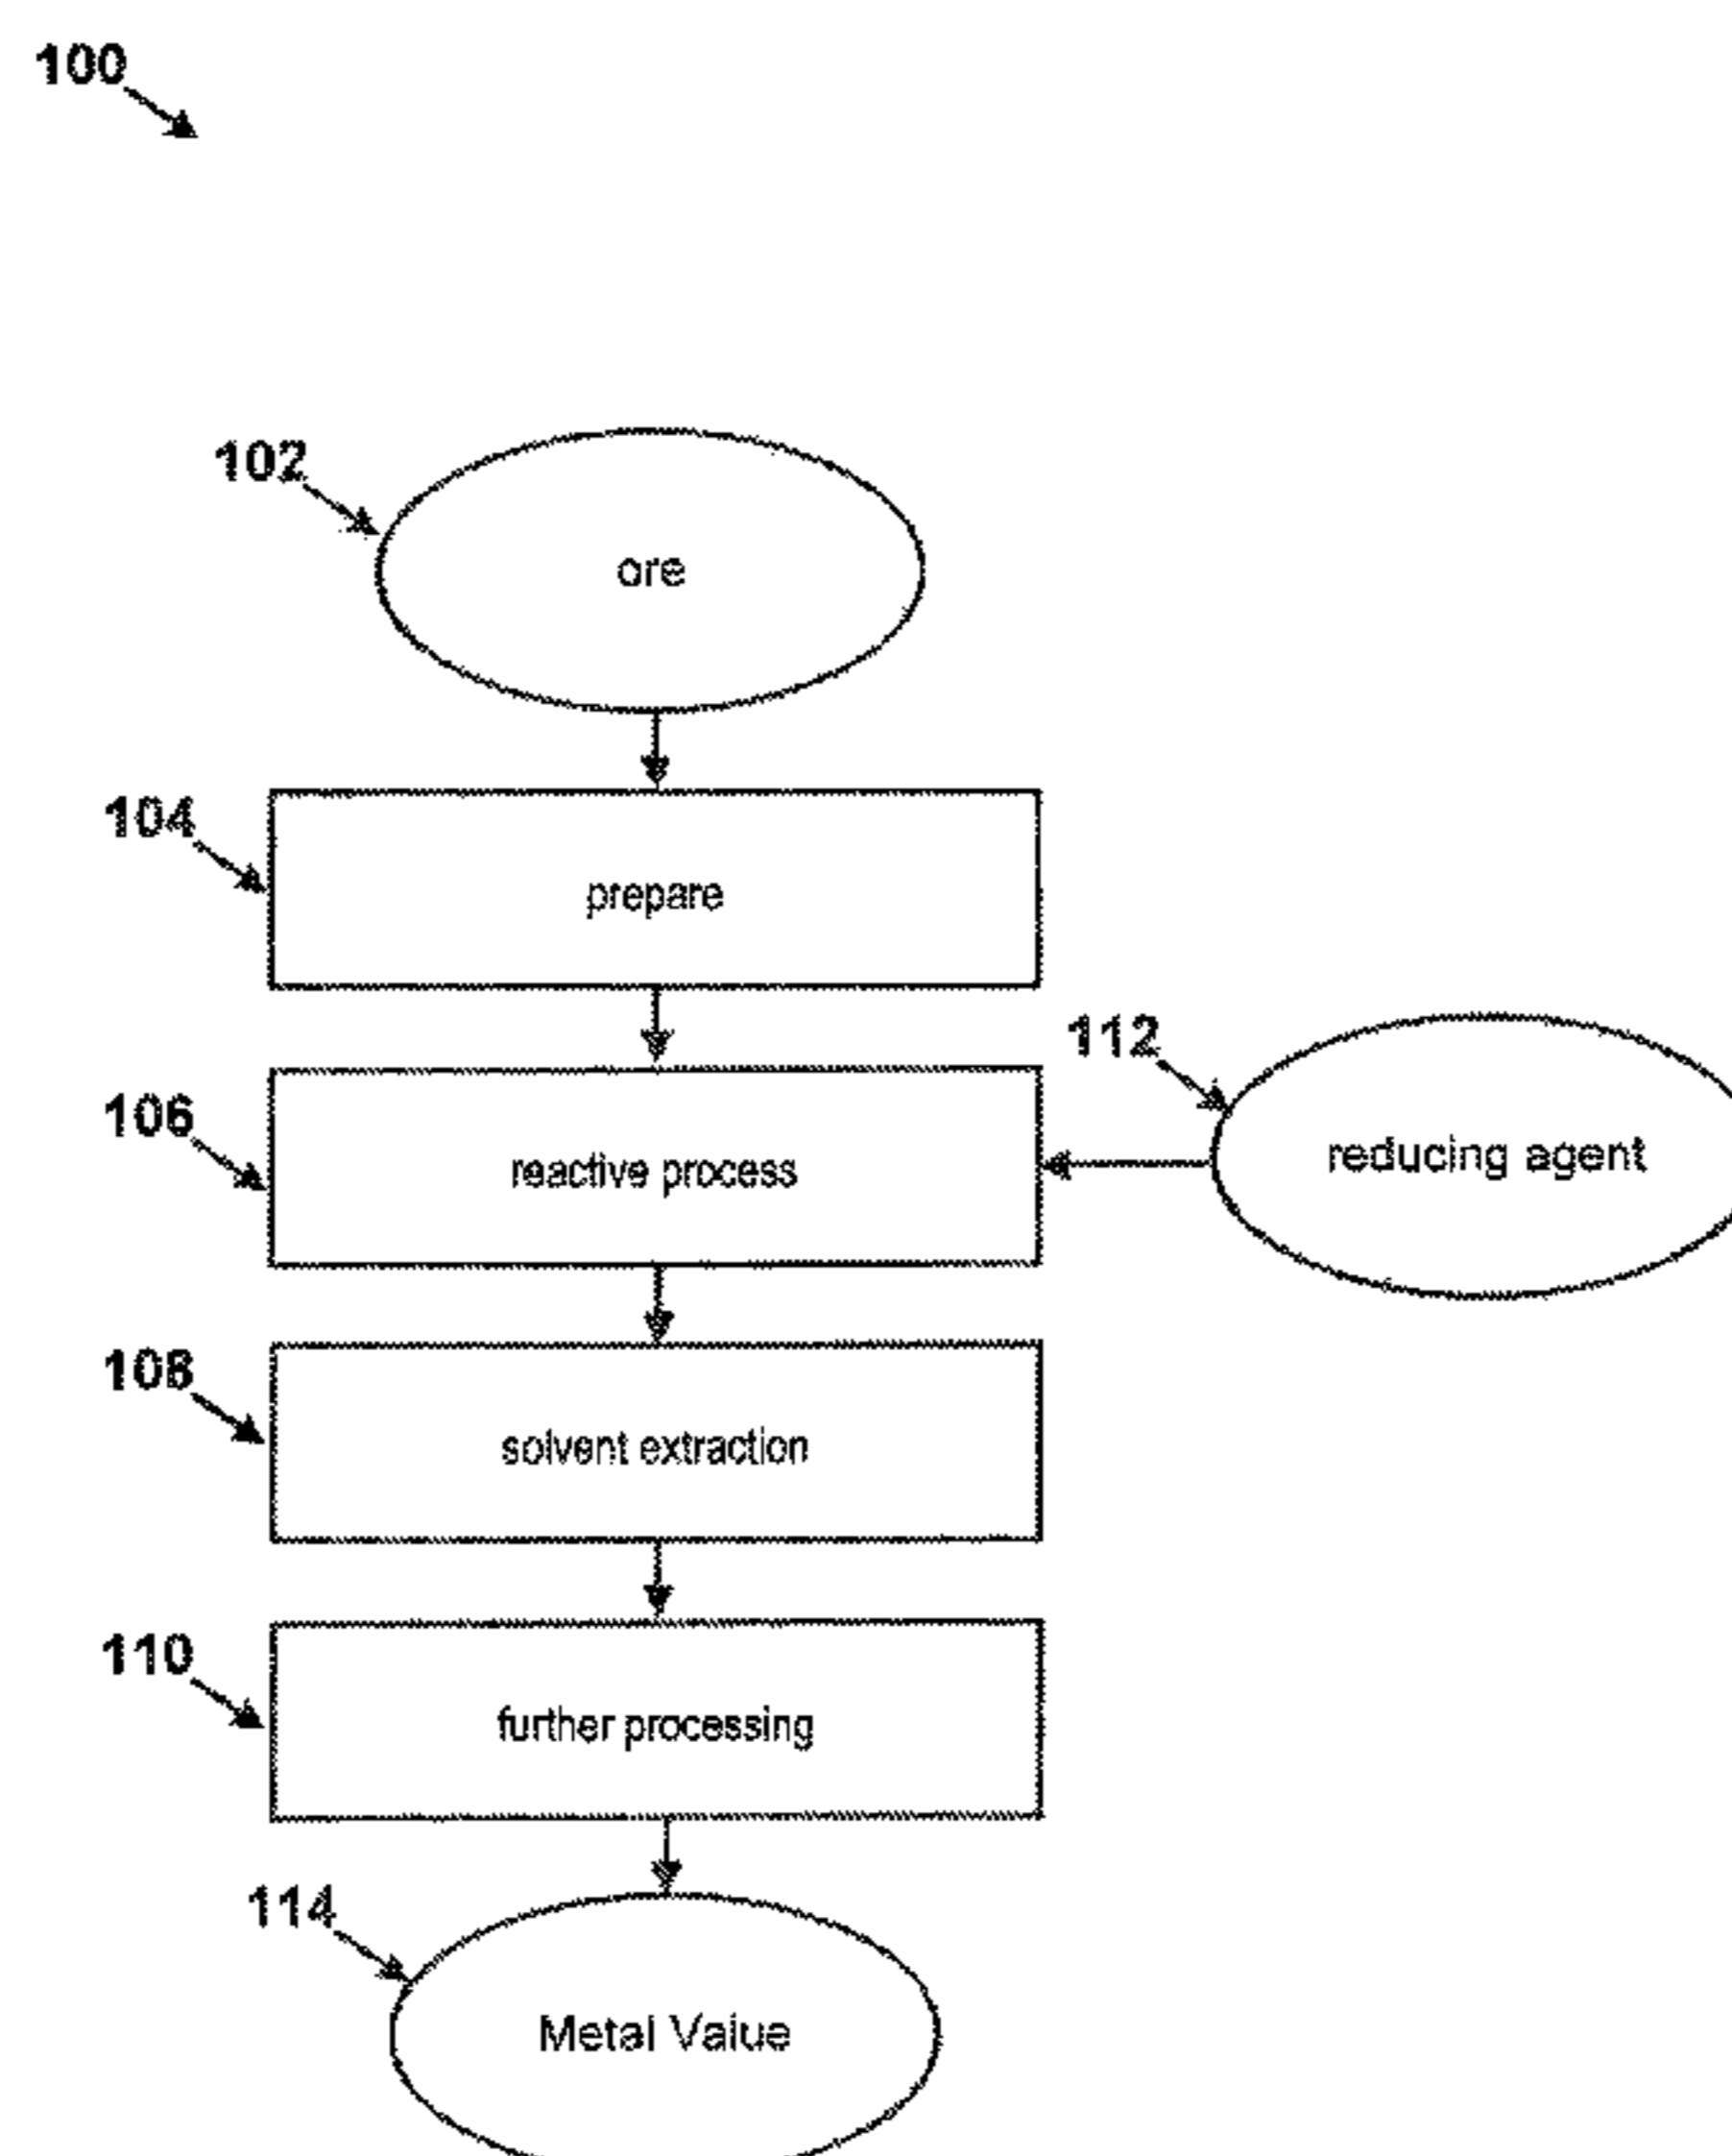 100
102
ore
104
prepare
112
106
reactive process
reducing agent
108
solvent extraction
110
further processing
114
Metal Value